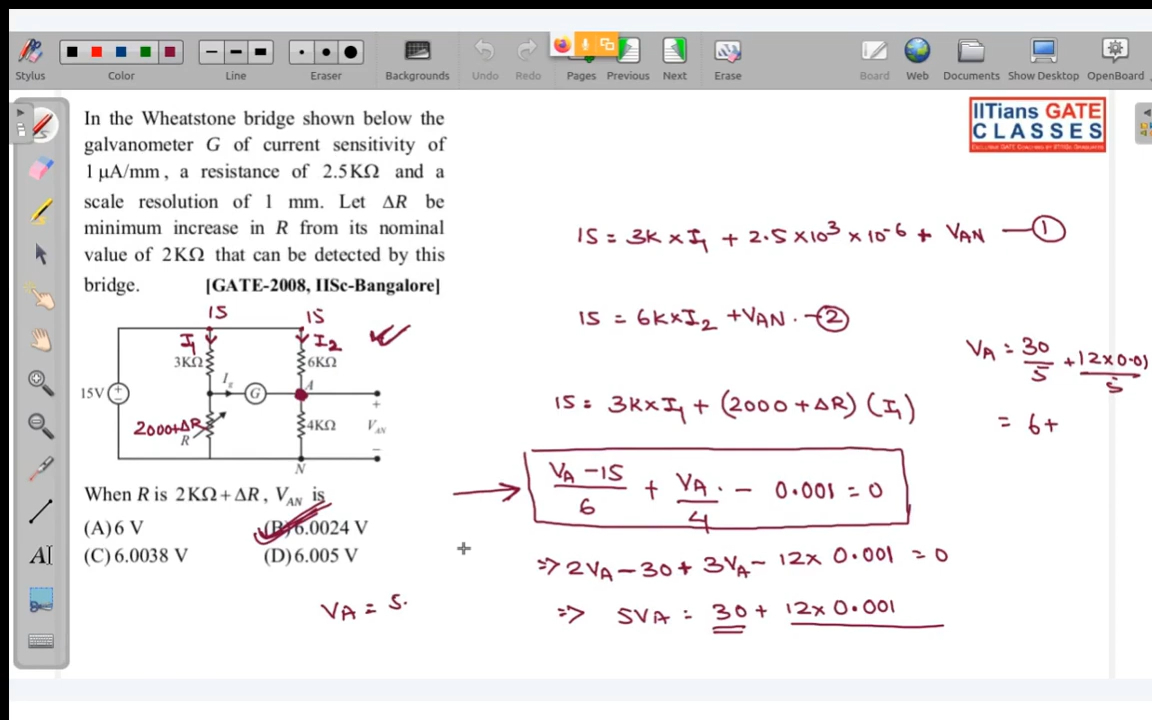 Stylus Color Line Eraser Backgrounds Undo Redo Pages Previous Next Erase Board Web Documents Show Desktop OpenBoard
IITians GATE
CLASSES
In the Wheatstone bridge shown below the
galvanometer G of current sensitivity of
1 μA/mm, a resistance of 2.5KΩ and a
scale resolution of 1 mm. Let ΔR be
minimum increase in R from its nominal
value of 2KΩ that can be detected by this
bridge. [GATE-2008, IISc-Bangalore]
15 15
I1 I2
3KΩ 6KΩ
15V Ig G A
2000+ΔR R 4KΩ + VAN −
N
When R is 2KΩ+ΔR, VAN is
(A) 6 V (B) 6.0024 V
(C) 6.0038 V (D) 6.005 V
VA = 5.
15 = 3K x I1 + 2.5 x 10^3 x 10^-6 + VAN — ①
15 = 6K x I2 + VAN. — ②
15 = 3K x I1 + (2000 + ΔR) (I1)
(VA − 15)/6 + VA/4 − 0.001 = 0
=> 2VA − 30 + 3VA − 12 x 0.001 = 0
=> 5VA = 30 + 12 x 0.001
VA = 30/5 + 12 x 0.01/5
= 6+